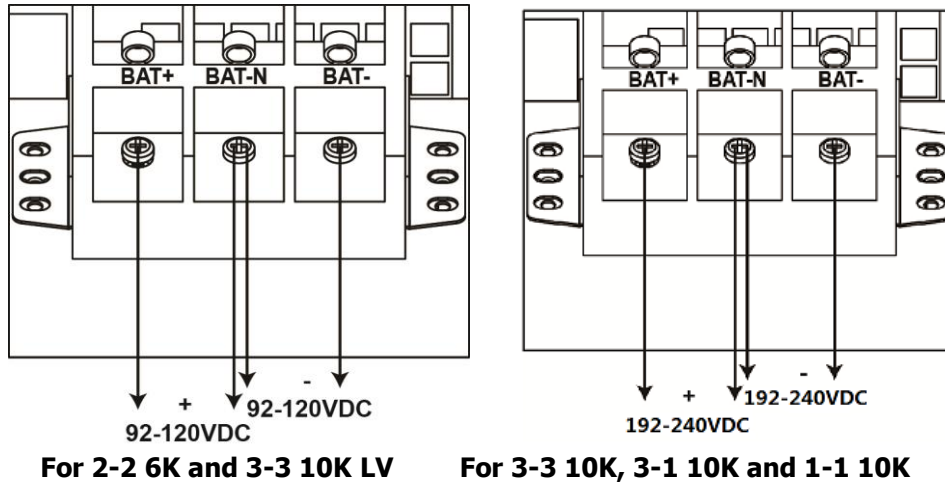 BAT+ BAT-N BAT-
BAT+ BAT-N BAT-
+ -
92-120VDC
92-120VDC
+ -
192-240VDC
192-240VDC
For 2-2 6K and 3-3 10K LV
For 3-3 10K, 3-1 10K and 1-1 10K